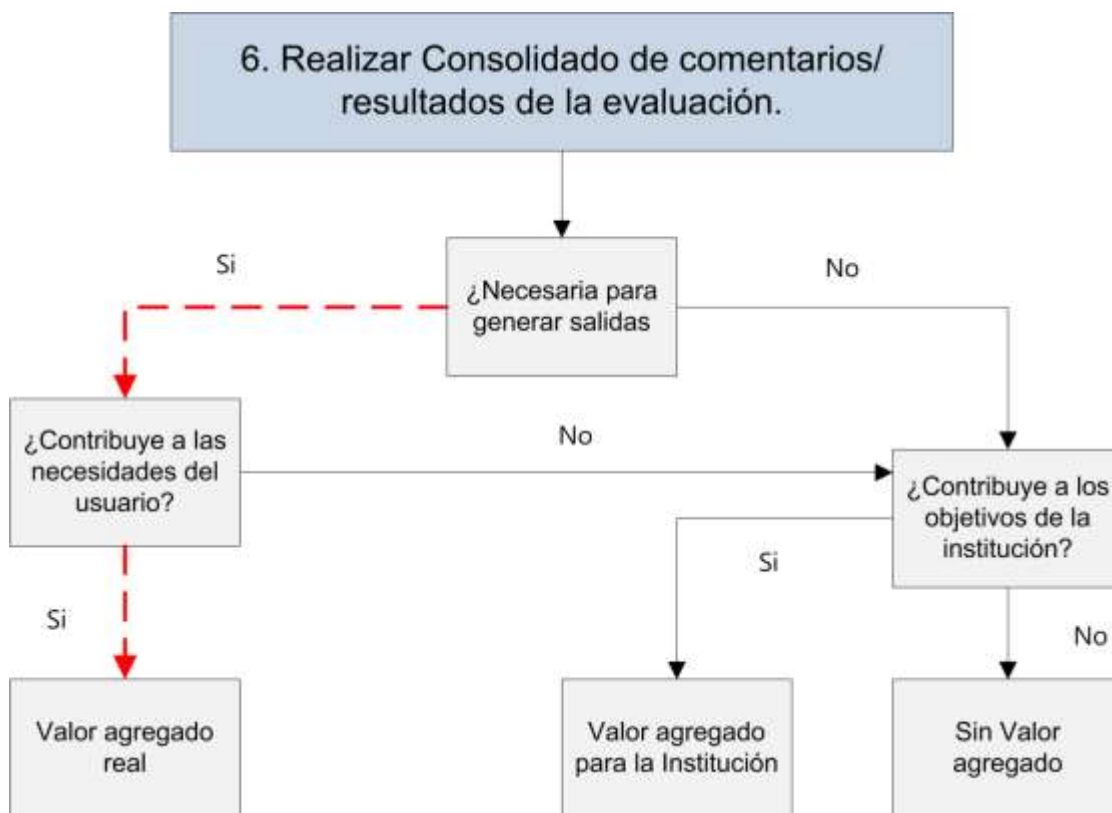 6. Realizar Consolidado de comentarios/
resultados de la evaluación.
Si
No
¿Necesaria para
generar salidas
¿Contribuye a las
necesidades del
usuario?
No
¿Contribuye a los
objetivos de la
institución?
Si
Si
No
Valor agregado
real
Valor agregado
para la Institución
Sin Valor
agregado